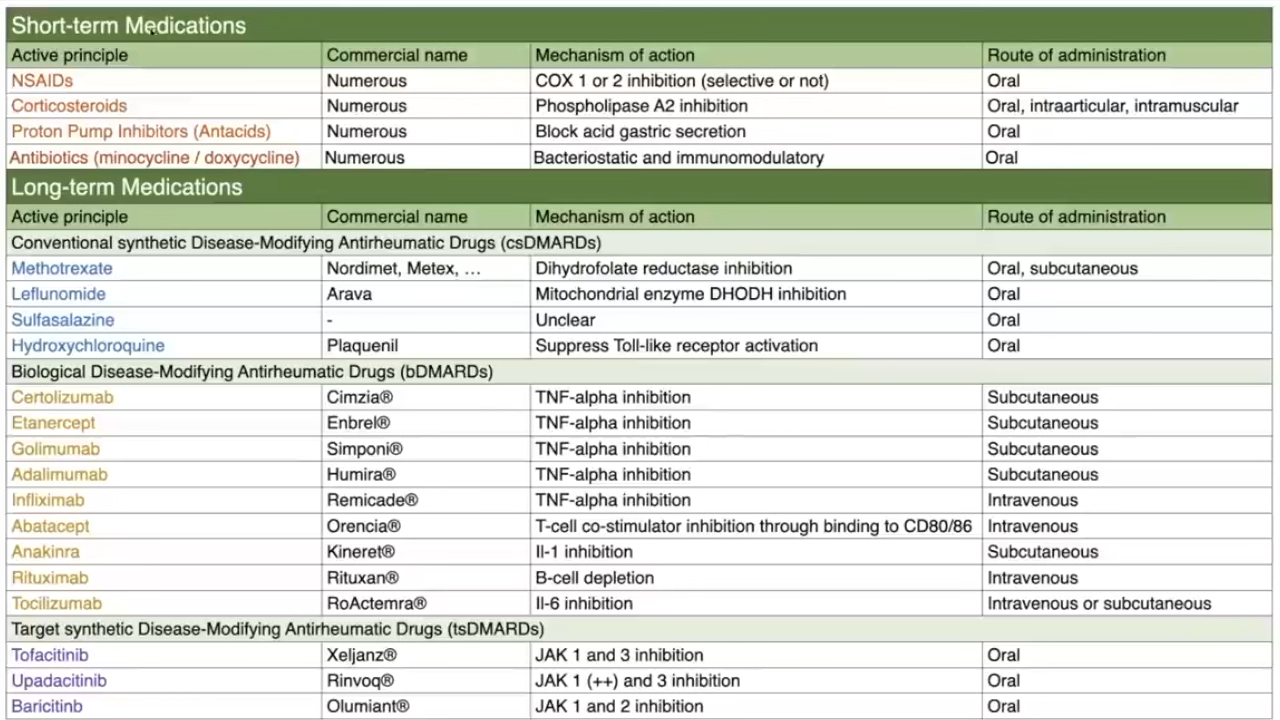 Short-term Medications
Active principle Commercial name Mechanism of action Route of administration
NSAIDs Numerous COX 1 or 2 inhibition (selective or not) Oral
Corticosteroids Numerous Phospholipase A2 inhibition Oral, intraarticular, intramuscular
Proton Pump Inhibitors (Antacids) Numerous Block acid gastric secretion Oral
Antibiotics (minocycline / doxycycline) Numerous Bacteriostatic and immunomodulatory Oral
Long-term Medications
Active principle Commercial name Mechanism of action Route of administration
Conventional synthetic Disease-Modifying Antirheumatic Drugs (csDMARDs)
Methotrexate Nordimet, Metex, … Dihydrofolate reductase inhibition Oral, subcutaneous
Leflunomide Arava Mitochondrial enzyme DHODH inhibition Oral
Sulfasalazine - Unclear Oral
Hydroxychloroquine Plaquenil Suppress Toll-like receptor activation Oral
Biological Disease-Modifying Antirheumatic Drugs (bDMARDs)
Certolizumab Cimzia® TNF-alpha inhibition Subcutaneous
Etanercept Enbrel® TNF-alpha inhibition Subcutaneous
Golimumab Simponi® TNF-alpha inhibition Subcutaneous
Adalimumab Humira® TNF-alpha inhibition Subcutaneous
Infliximab Remicade® TNF-alpha inhibition Intravenous
Abatacept Orencia® T-cell co-stimulator inhibition through binding to CD80/86 Intravenous
Anakinra Kineret® Il-1 inhibition Subcutaneous
Rituximab Rituxan® B-cell depletion Intravenous
Tocilizumab RoActemra® Il-6 inhibition Intravenous or subcutaneous
Target synthetic Disease-Modifying Antirheumatic Drugs (tsDMARDs)
Tofacitinib Xeljanz® JAK 1 and 3 inhibition Oral
Upadacitinib Rinvoq® JAK 1 (++) and 3 inhibition Oral
Baricitinb Olumiant® JAK 1 and 2 inhibition Oral